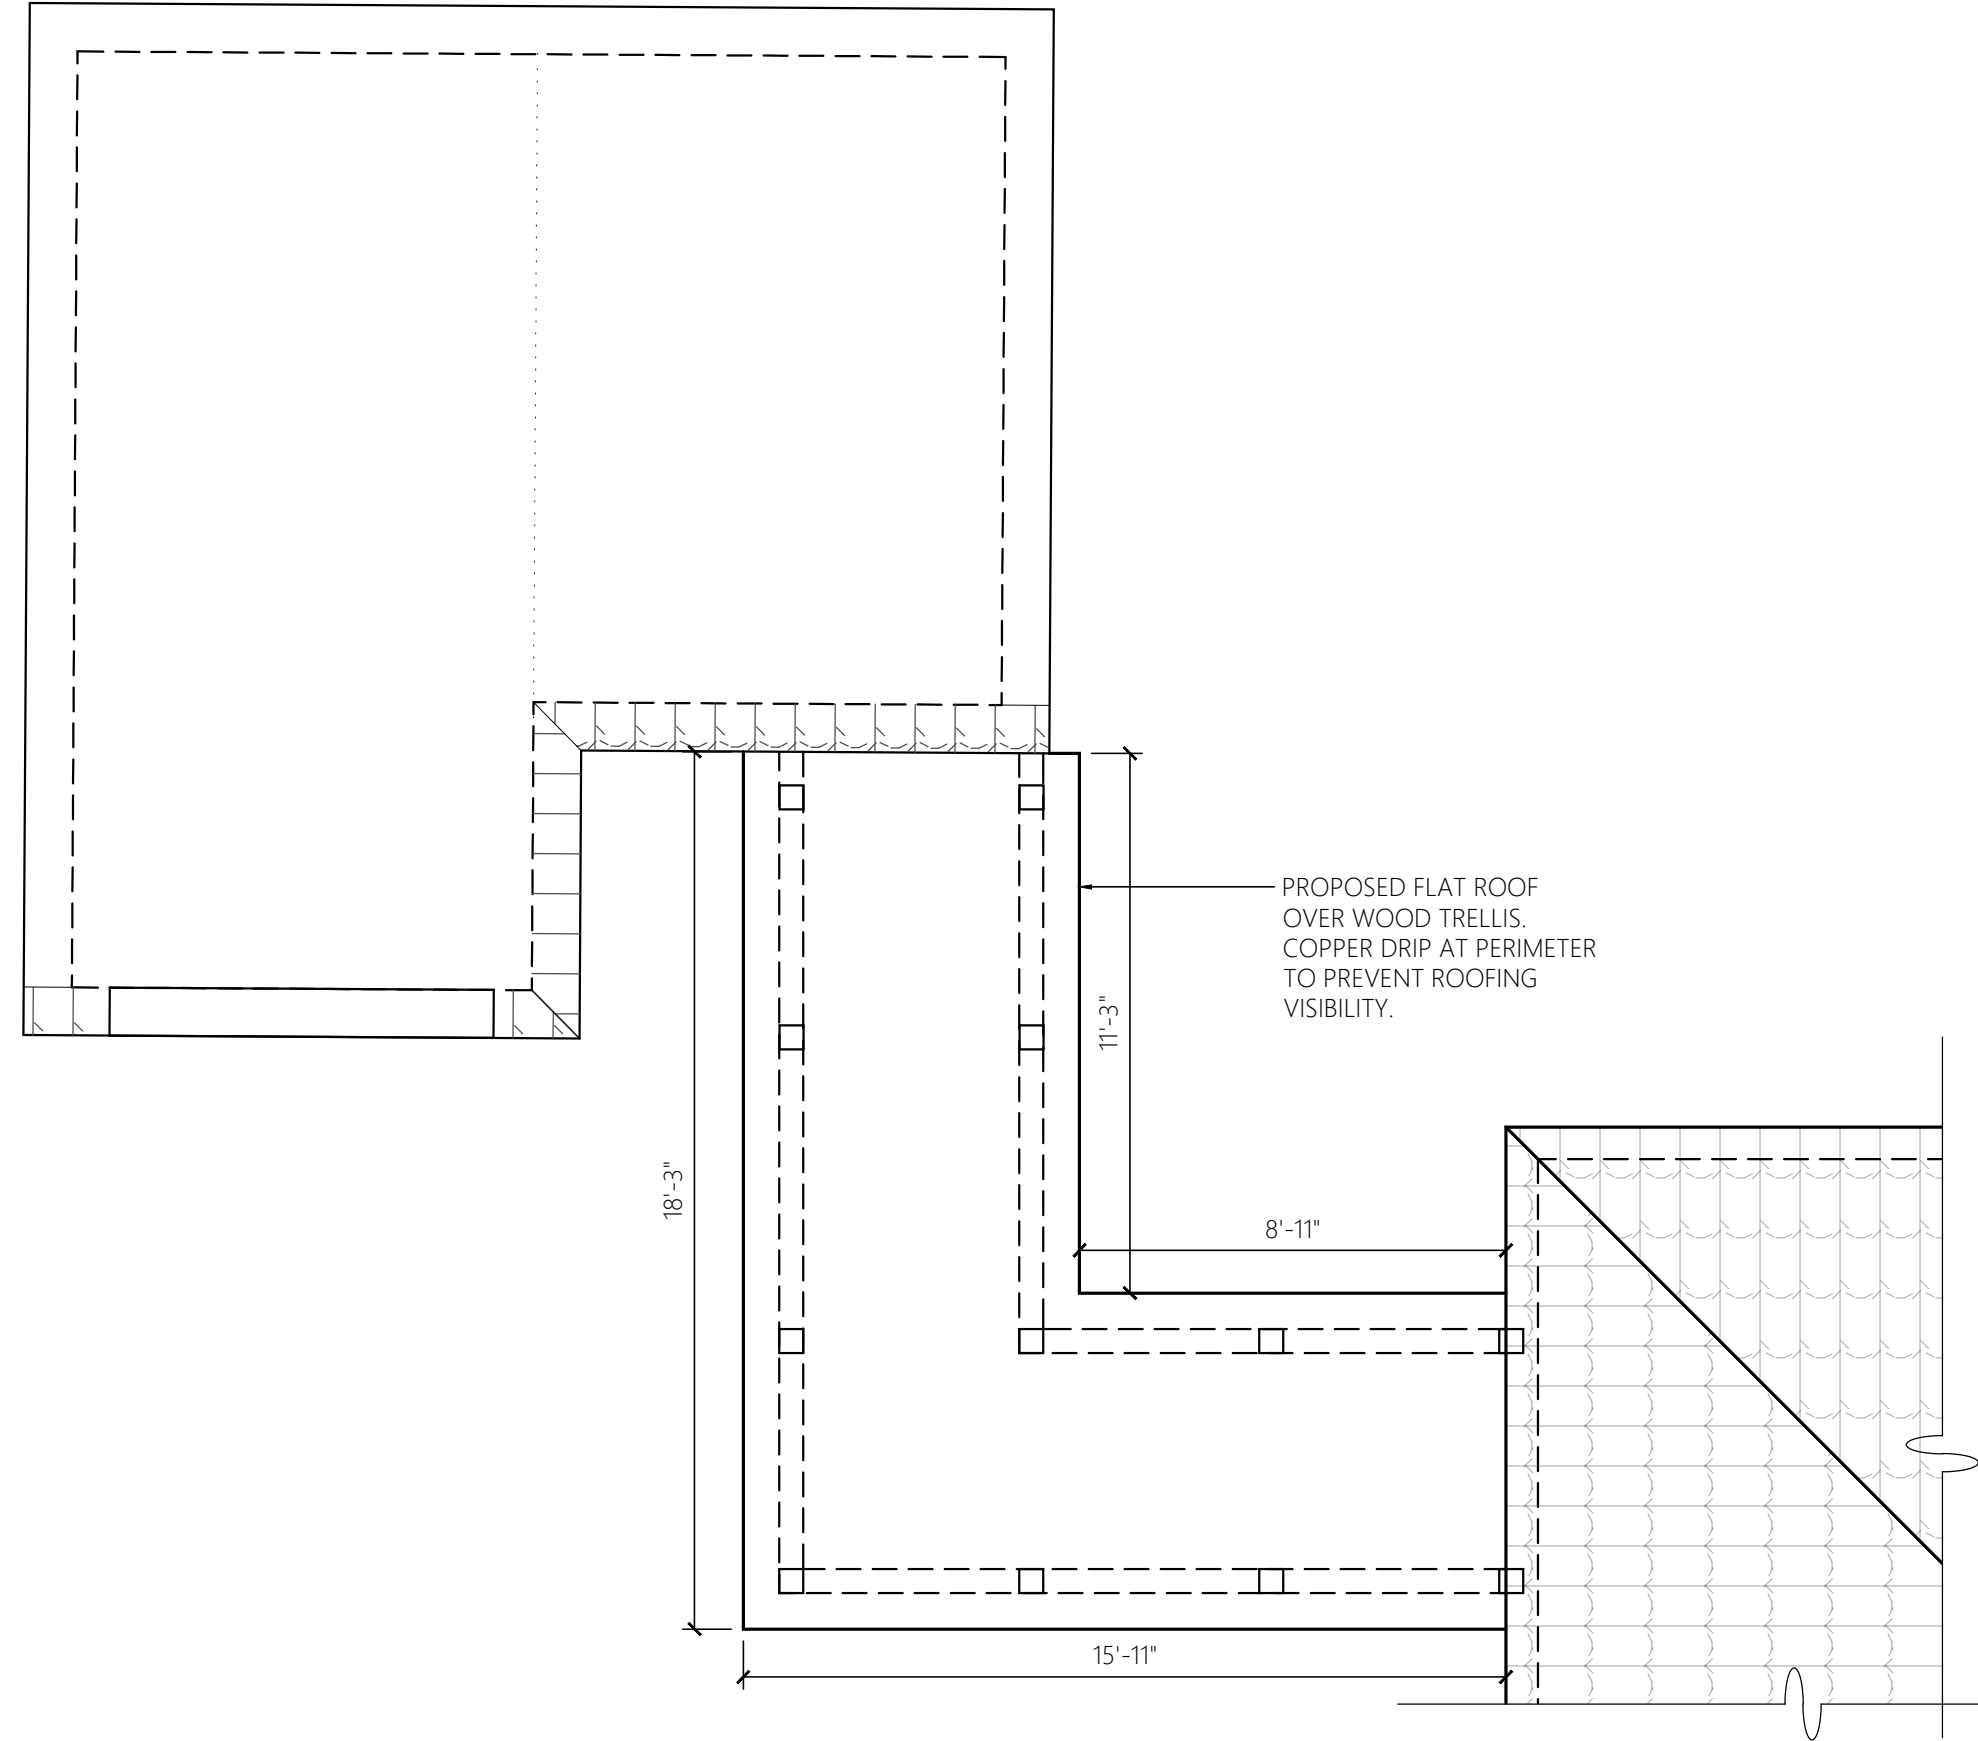 PROPOSED FLAT ROOF
OVER WOOD TRELLIS.
COPPER DRIP AT PERIMETER
TO PREVENT ROOFING
VISIBILITY.
11'-3"
18'-3"
8'-11"
15'-11"